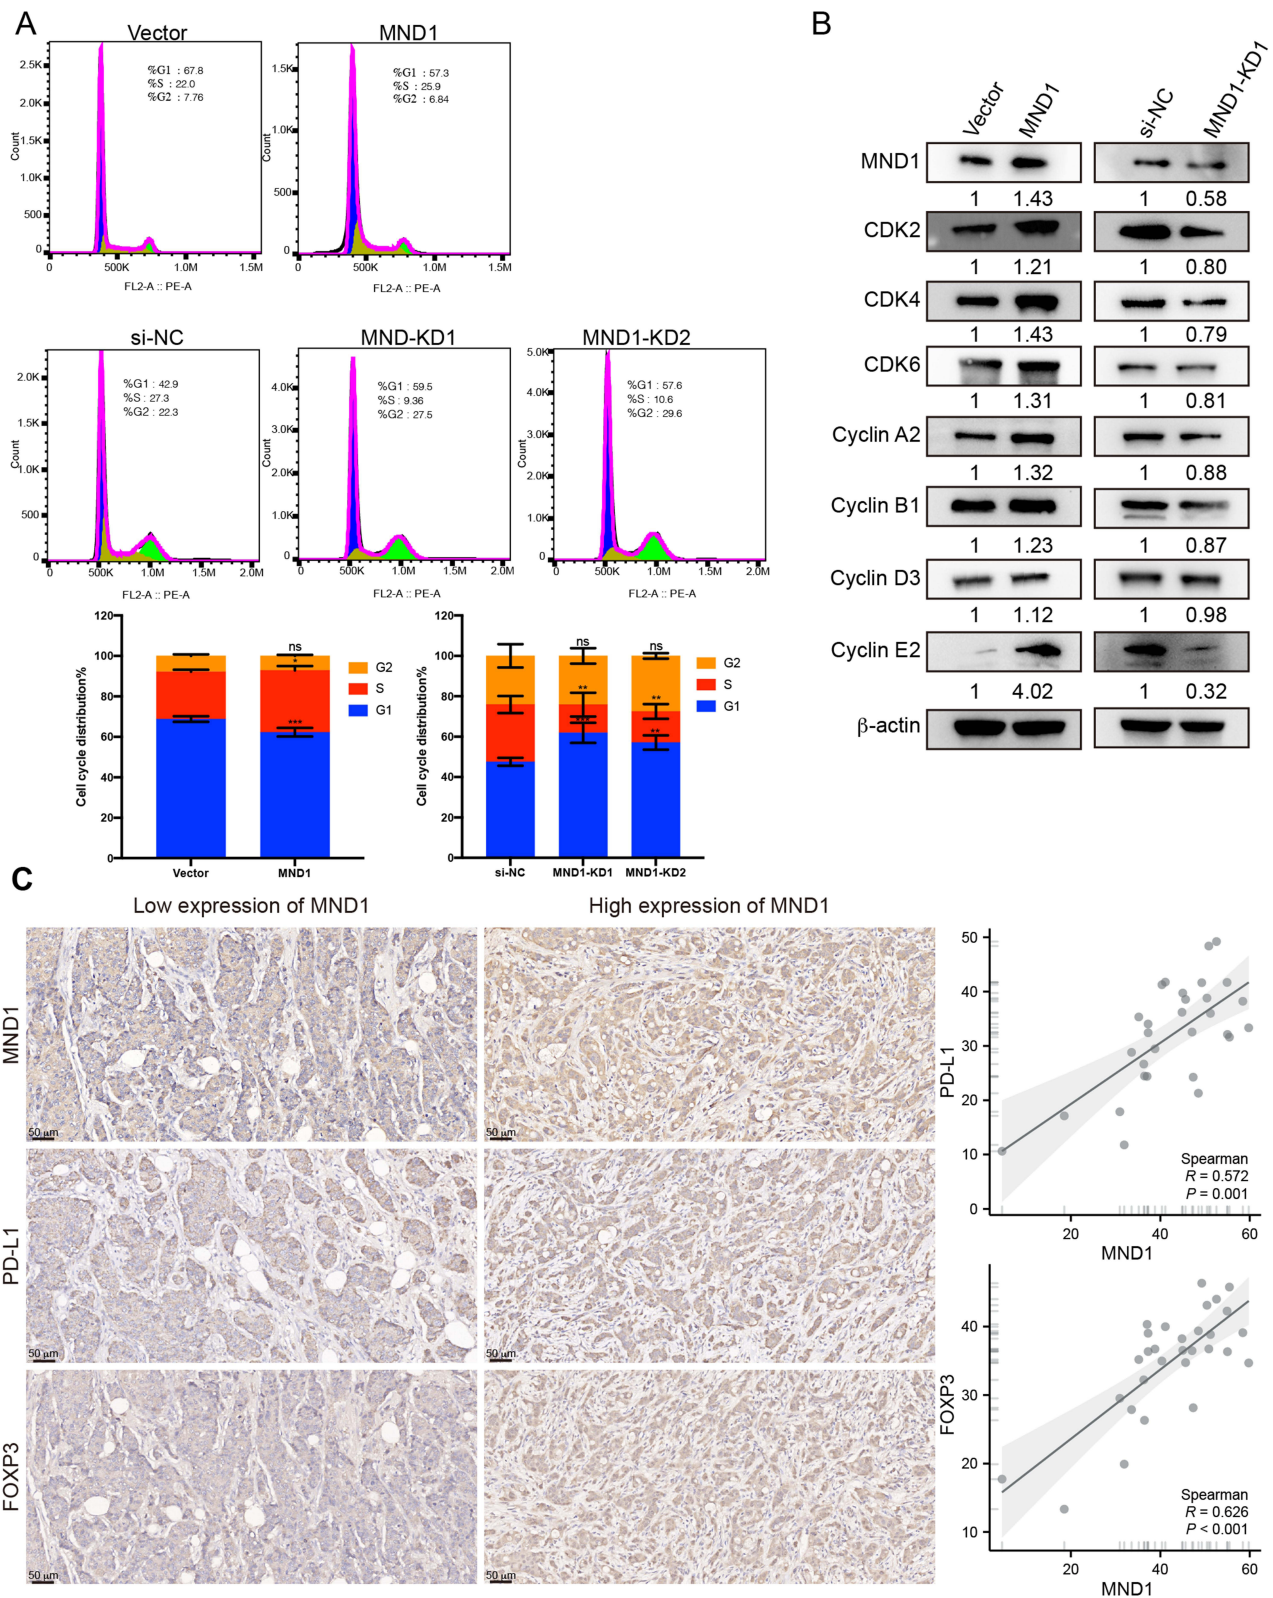 A
Vector
MND1
%G1 : 67.8
%S : 22.0
%G2 : 7.76
%G1 : 57.3
%S : 25.9
%G2 : 6.84
Count
2.5K
2.0K
1.5K
1.0K
500
0
0
500K
1.0M
1.5M
FL2-A :: PE-A
Count
1.5K
1.0K
500
0
0
500K
1.0M
1.5M
FL2-A :: PE-A
si-NC
MND-KD1
MND1-KD2
%G1 : 42.9
%S : 27.3
%G2 : 22.3
%G1 : 59.5
%S : 9.36
%G2 : 27.5
%G1 : 57.6
%S : 10.6
%G2 : 29.6
Count
2.0K
1.5K
1.0K
500
0
0
500K
1.0M
1.5M
2.0M
FL2-A :: PE-A
Count
4.0K
3.0K
2.0K
1.0K
0
0
500K
1.0M
1.5M
2.0M
FL2-A :: PE-A
Count
5.0K
4.0K
3.0K
2.0K
1.0K
0
0
500K
1.0M
1.5M
2.0M
FL2-A :: PE-A
Cell cycle distribution%
120
100
80
60
40
20
0
ns
*
***
Vector
MND1
G2
S
G1
Cell cycle distribution%
120
100
80
60
40
20
0
ns
**
***
ns
**
**
si-NC
MND1-KD1
MND1-KD2
G2
S
G1
B
Vector
MND1
si-NC
MND1-KD1
MND1
1 1.43 1 0.58
CDK2
1 1.21 1 0.80
CDK4
1 1.43 1 0.79
CDK6
1 1.31 1 0.81
Cyclin A2
1 1.32 1 0.88
Cyclin B1
1 1.23 1 0.87
Cyclin D3
1 1.12 1 0.98
Cyclin E2
1 4.02 1 0.32
β-actin
C
Low expression of MND1
High expression of MND1
MND1
50 μm
50 μm
PD-L1
50 μm
50 μm
FOXP3
50 μm
50 μm
PD-L1
50
40
30
20
10
0
Spearman
R = 0.572
P = 0.001
20
40
60
MND1
FOXP3
40
30
20
10
Spearman
R = 0.626
P < 0.001
20
40
60
MND1